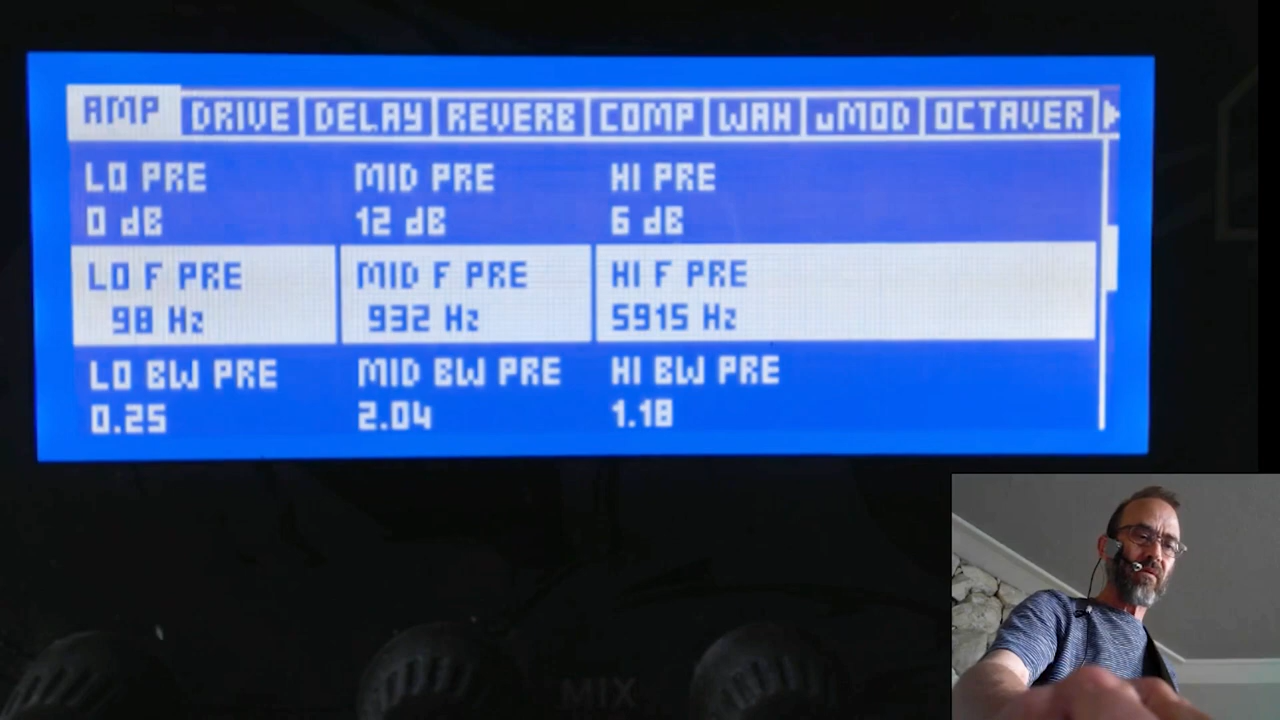 AMP DRIVE DELAY REVERB COMP WAH uMOD OCTAVER
LO PRE MID PRE HI PRE
0 dB 12 dB 6 dB
LO F PRE MID F PRE HI F PRE
98 Hz 932 Hz 5915 Hz
LO BW PRE MID BW PRE HI BW PRE
0.25 2.04 1.18
MIX